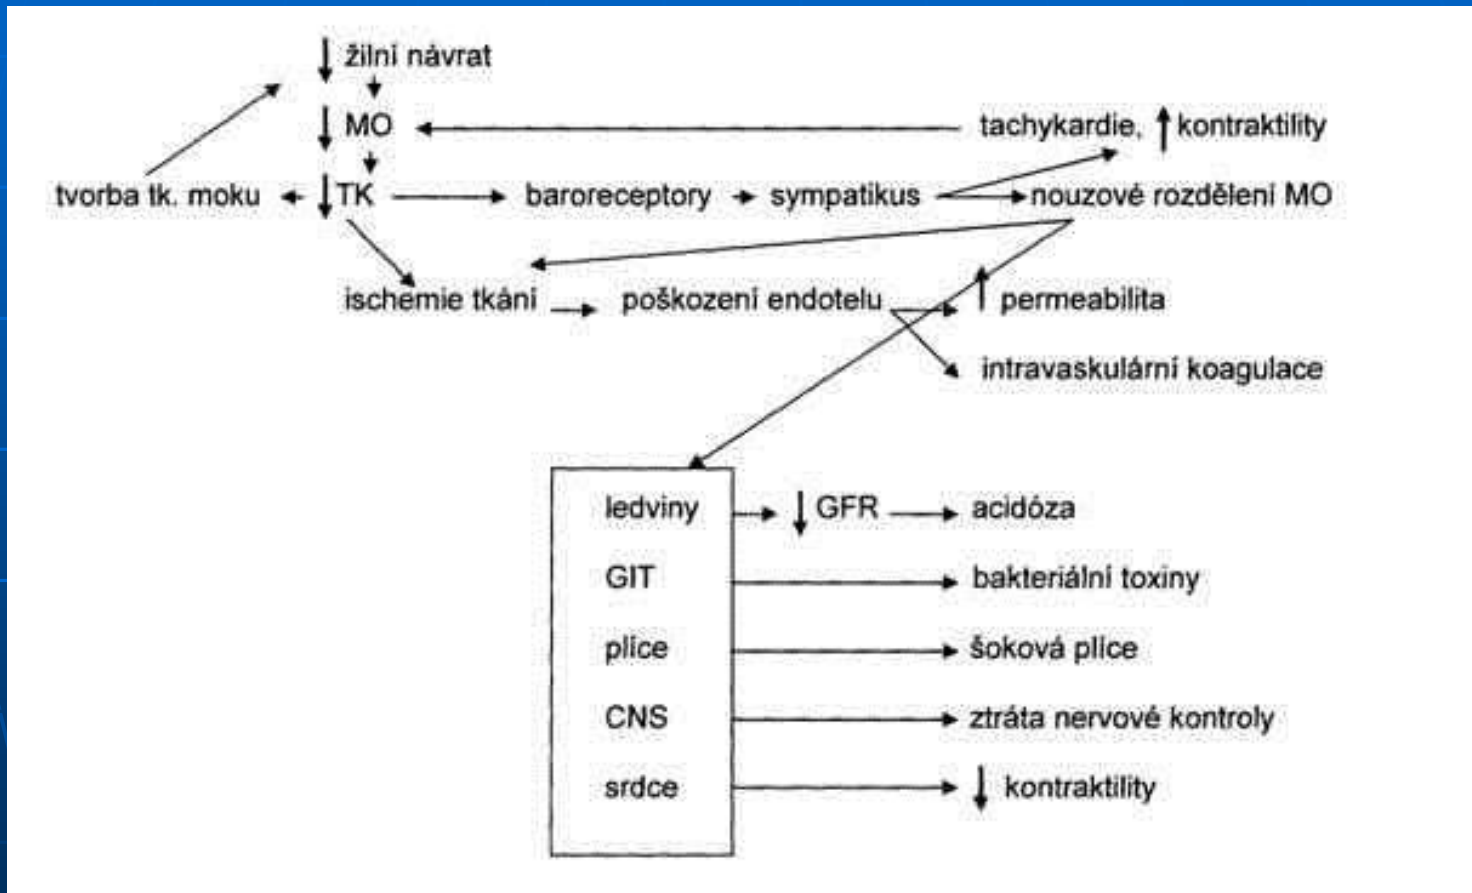 žilní návrat
MO tachykardie, kontraktility
tvorba tk. moku TK baroreceptory sympatikus nouzové rozdělení MO
ischemie tkání poškození endotelu permeabilita
intravaskulární koagulace
ledviny GFR acidóza
GIT bakteriální toxiny
plíce šoková plíce
CNS ztráta nervové kontroly
srdce kontraktility